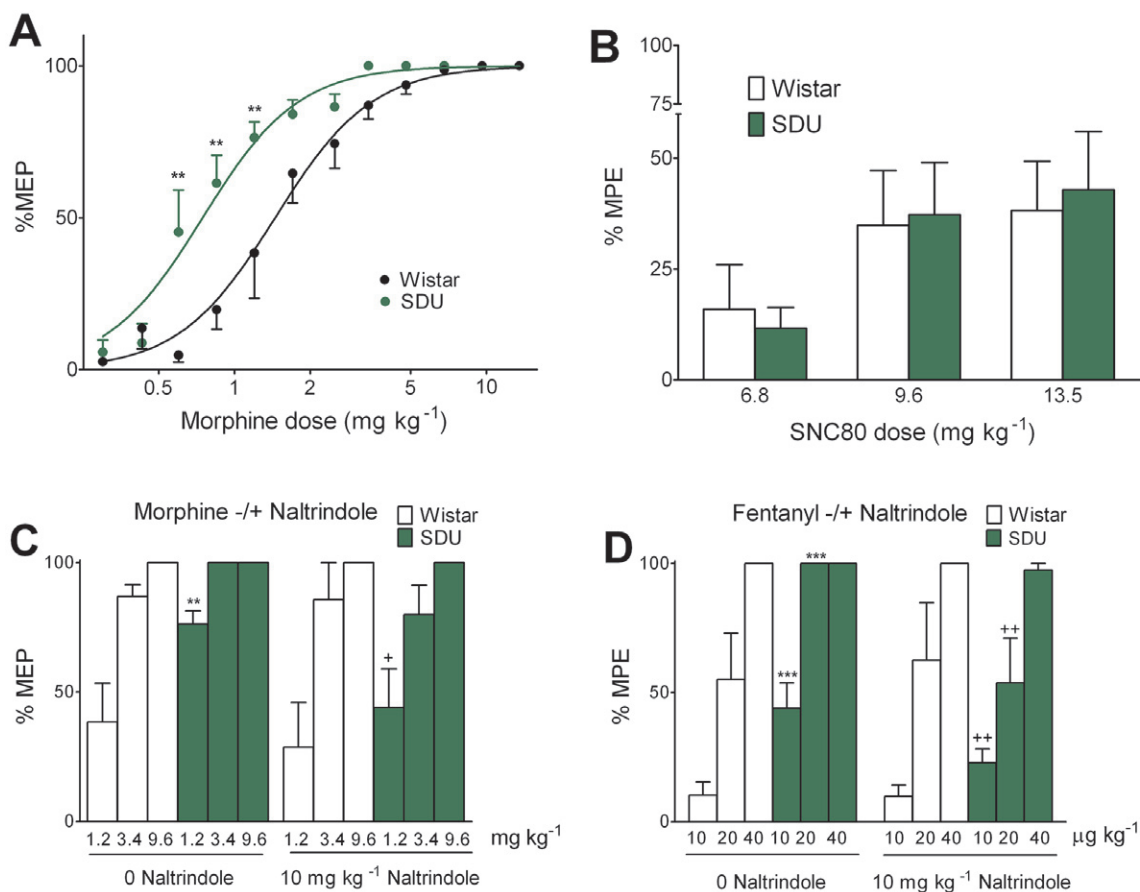 A
100
50
0
%MEP
**
**
**
Wistar
SDU
0.5
1
2
5
10
Morphine dose (mg kg⁻¹)
B
100
75
50
25
0
% MPE
Wistar
SDU
6.8
9.6
13.5
SNC80 dose (mg kg⁻¹)
C
Morphine -/+ Naltrindole
Wistar
SDU
100
50
0
% MEP
**
+
1.2 3.4 9.6 1.2 3.4 9.6 1.2 3.4 9.6 1.2 3.4 9.6 mg kg⁻¹
0 Naltrindole 10 mg kg⁻¹ Naltrindole
D
Fentanyl -/+ Naltrindole
Wistar
SDU
100
50
0
% MPE
***
***
++
++
10 20 40 10 20 40 10 20 40 10 20 40 µg kg⁻¹
0 Naltrindole 10 mg kg⁻¹ Naltrindole